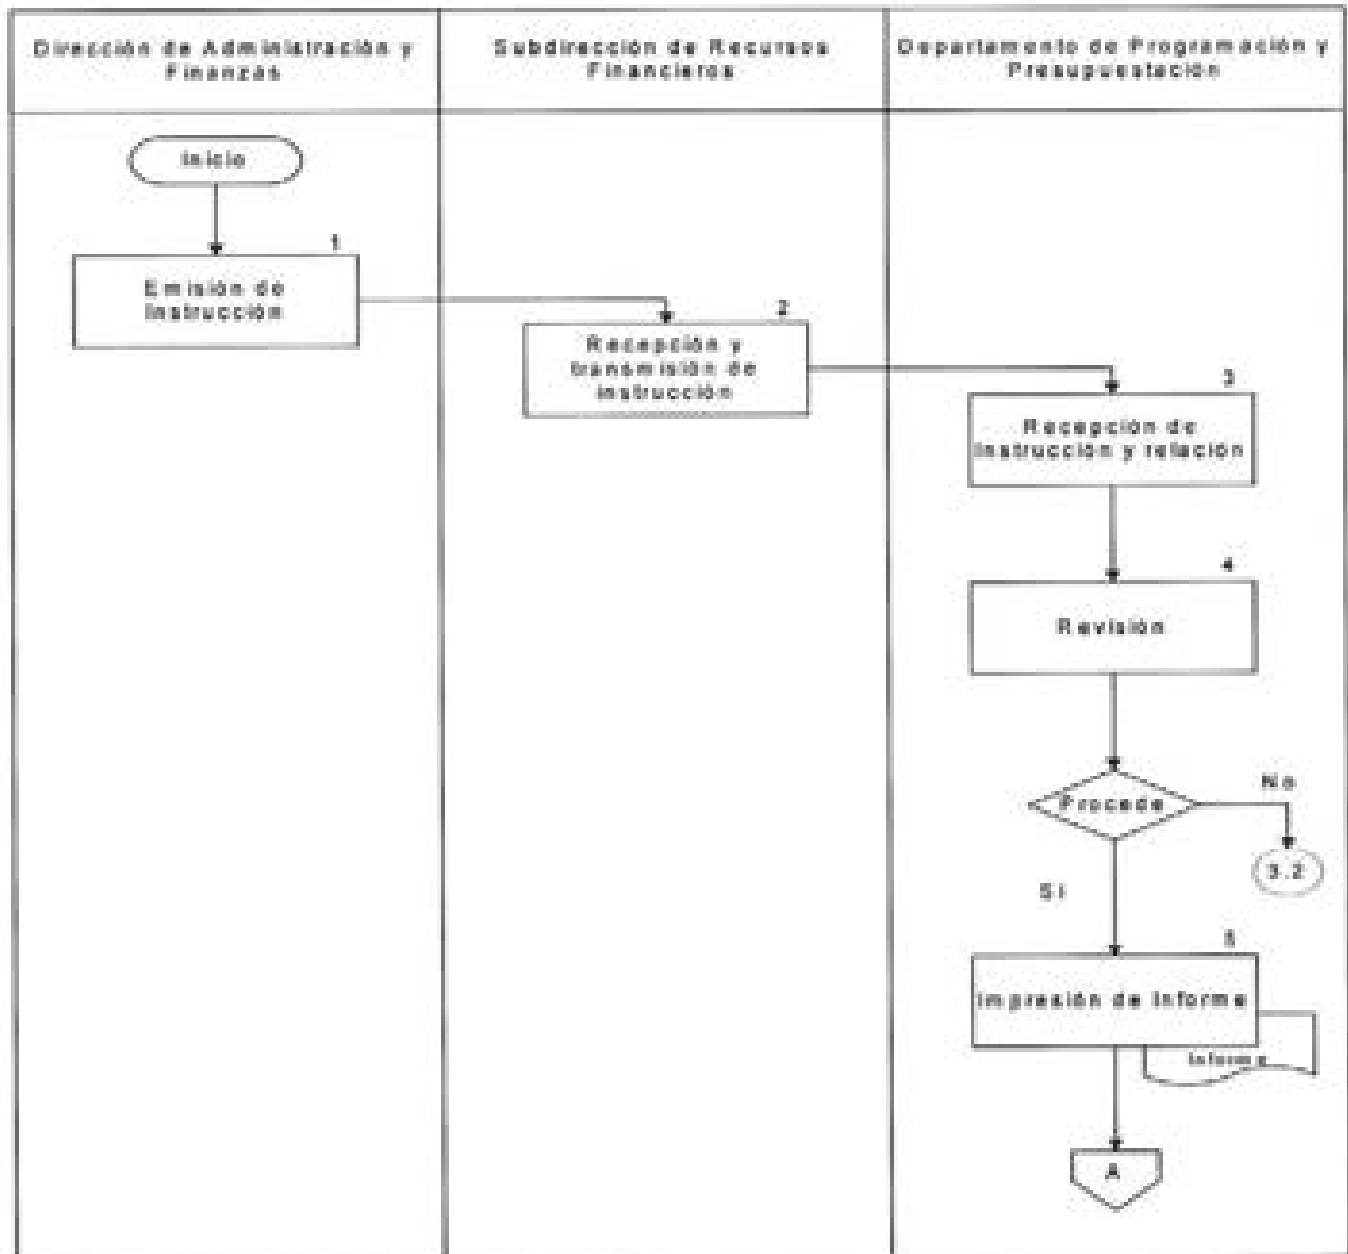 Dirección de Administración y
Finanzas
Subdirección de Recursos
Financieros
Departamento de Programación y
Presupuestación
Inicio
1
Emisión de
Instrucción
2
Recepción y
transmisión de
instrucción
3
Recepción de
Instrucción y relación
4
Revisión
Procede
No
3.2
Si
5
Impresión de Informe
Informe
A